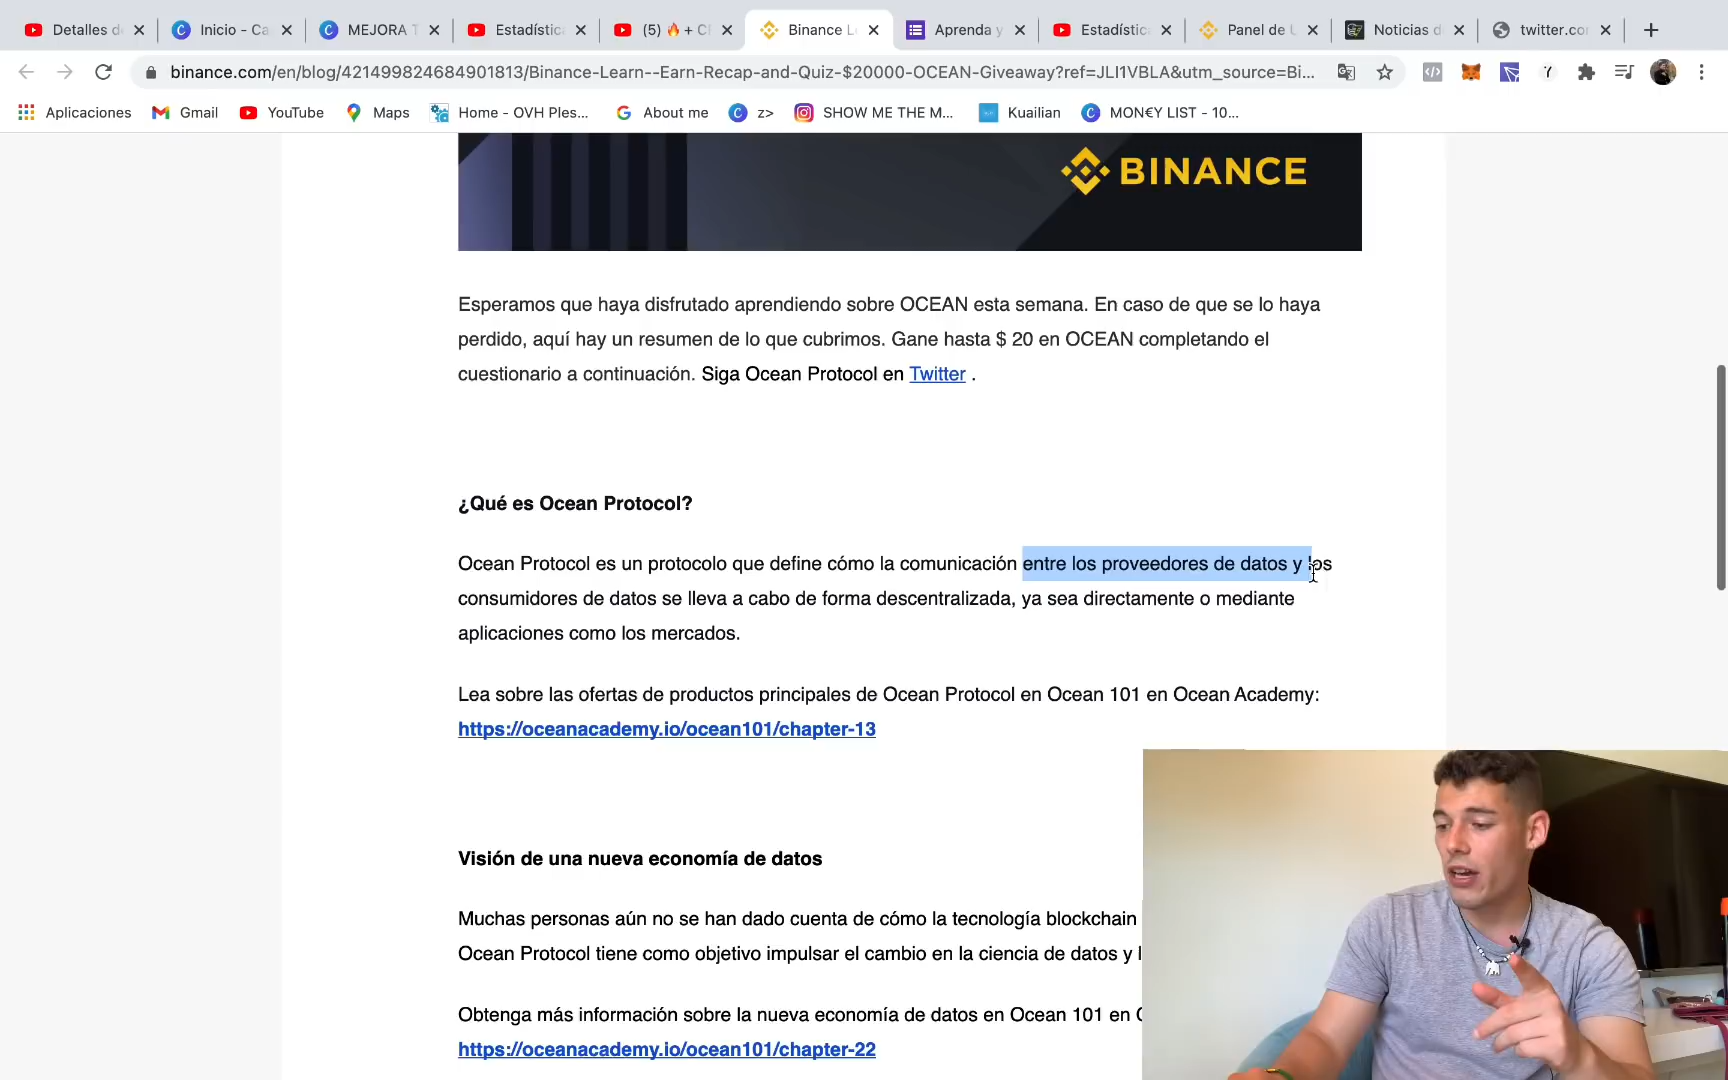 Detalles d
Inicio - Ca
MEJORA T
Estadístic
(5) 🔥 + C
Binance L
Aprenda y
Estadístic
Panel de U
Noticias d
twitter.co
binance.com/en/blog/421499824684901813/Binance-Learn--Earn-Recap-and-Quiz-$20000-OCEAN-Giveaway?ref=JLI1VBLA&utm_source=Bi...
Aplicaciones
Gmail
YouTube
Maps
Home - OVH Ples...
About me
z>
SHOW ME THE M...
Kuailian
MON€Y LIST - 10...
BINANCE
Esperamos que haya disfrutado aprendiendo sobre OCEAN esta semana. En caso de que se lo haya
perdido, aquí hay un resumen de lo que cubrimos. Gane hasta $ 20 en OCEAN completando el
cuestionario a continuación. Siga Ocean Protocol en Twitter .
¿Qué es Ocean Protocol?
Ocean Protocol es un protocolo que define cómo la comunicación entre los proveedores de datos y los
consumidores de datos se lleva a cabo de forma descentralizada, ya sea directamente o mediante
aplicaciones como los mercados.
Lea sobre las ofertas de productos principales de Ocean Protocol en Ocean 101 en Ocean Academy:
https://oceanacademy.io/ocean101/chapter-13
Visión de una nueva economía de datos
Muchas personas aún no se han dado cuenta de cómo la tecnología blockchain
Ocean Protocol tiene como objetivo impulsar el cambio en la ciencia de datos y l
Obtenga más información sobre la nueva economía de datos en Ocean 101 en
https://oceanacademy.io/ocean101/chapter-22